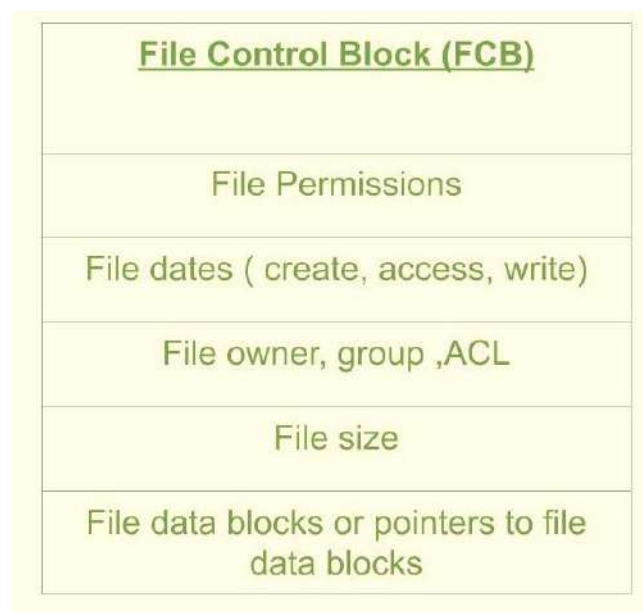 File Control Block (FCB)
File Permissions
File dates ( create, access, write)
File owner, group ,ACL
File size
File data blocks or pointers to file
data blocks